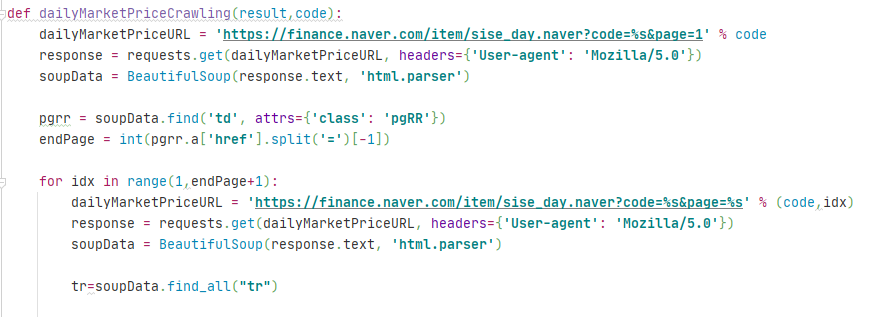 def dailyMarketPriceCrawling(result,code):
    dailyMarketPriceURL = 'https://finance.naver.com/item/sise_day.naver?code=%s&page=1' % code
    response = requests.get(dailyMarketPriceURL, headers={'User-agent': 'Mozilla/5.0'})
    soupData = BeautifulSoup(response.text, 'html.parser')

    pgrr = soupData.find('td', attrs={'class': 'pgRR'})
    endPage = int(pgrr.a['href'].split('=')[-1])

    for idx in range(1,endPage+1):
        dailyMarketPriceURL = 'https://finance.naver.com/item/sise_day.naver?code=%s&page=%s' % (code,idx)
        response = requests.get(dailyMarketPriceURL, headers={'User-agent': 'Mozilla/5.0'})
        soupData = BeautifulSoup(response.text, 'html.parser')

        tr=soupData.find_all("tr")